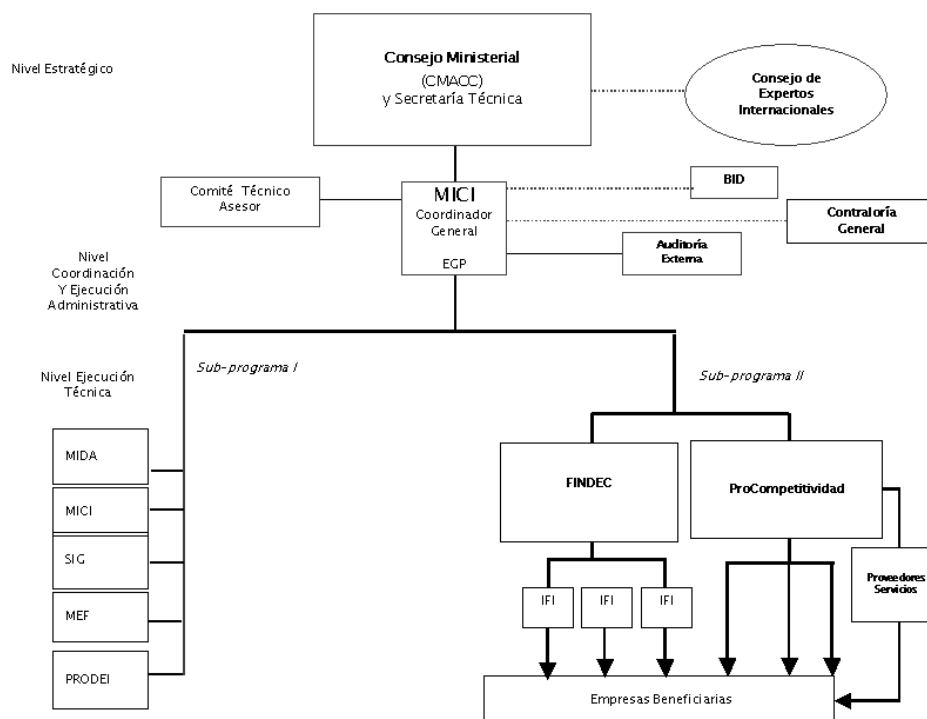 Nivel Estratégico
Consejo Ministerial
(CMACC)
y Secretaría Técnica
Consejo de
Expertos
Internacionales
Comité Técnico
Asesor
MICI
Coordinador
General
EGP
BID
Contraloría
General
Auditoría
Externa
Nivel
Coordinación
Y Ejecución
Administrativa
Nivel Ejecución
Técnica
Sub-programa I
Sub-programa II
MIDA
MICI
SIG
MEF
PRODEI
FINDEC
ProCompetitividad
IFI
IFI
IFI
Proveedores
Servicios
Empresas Beneficiarias